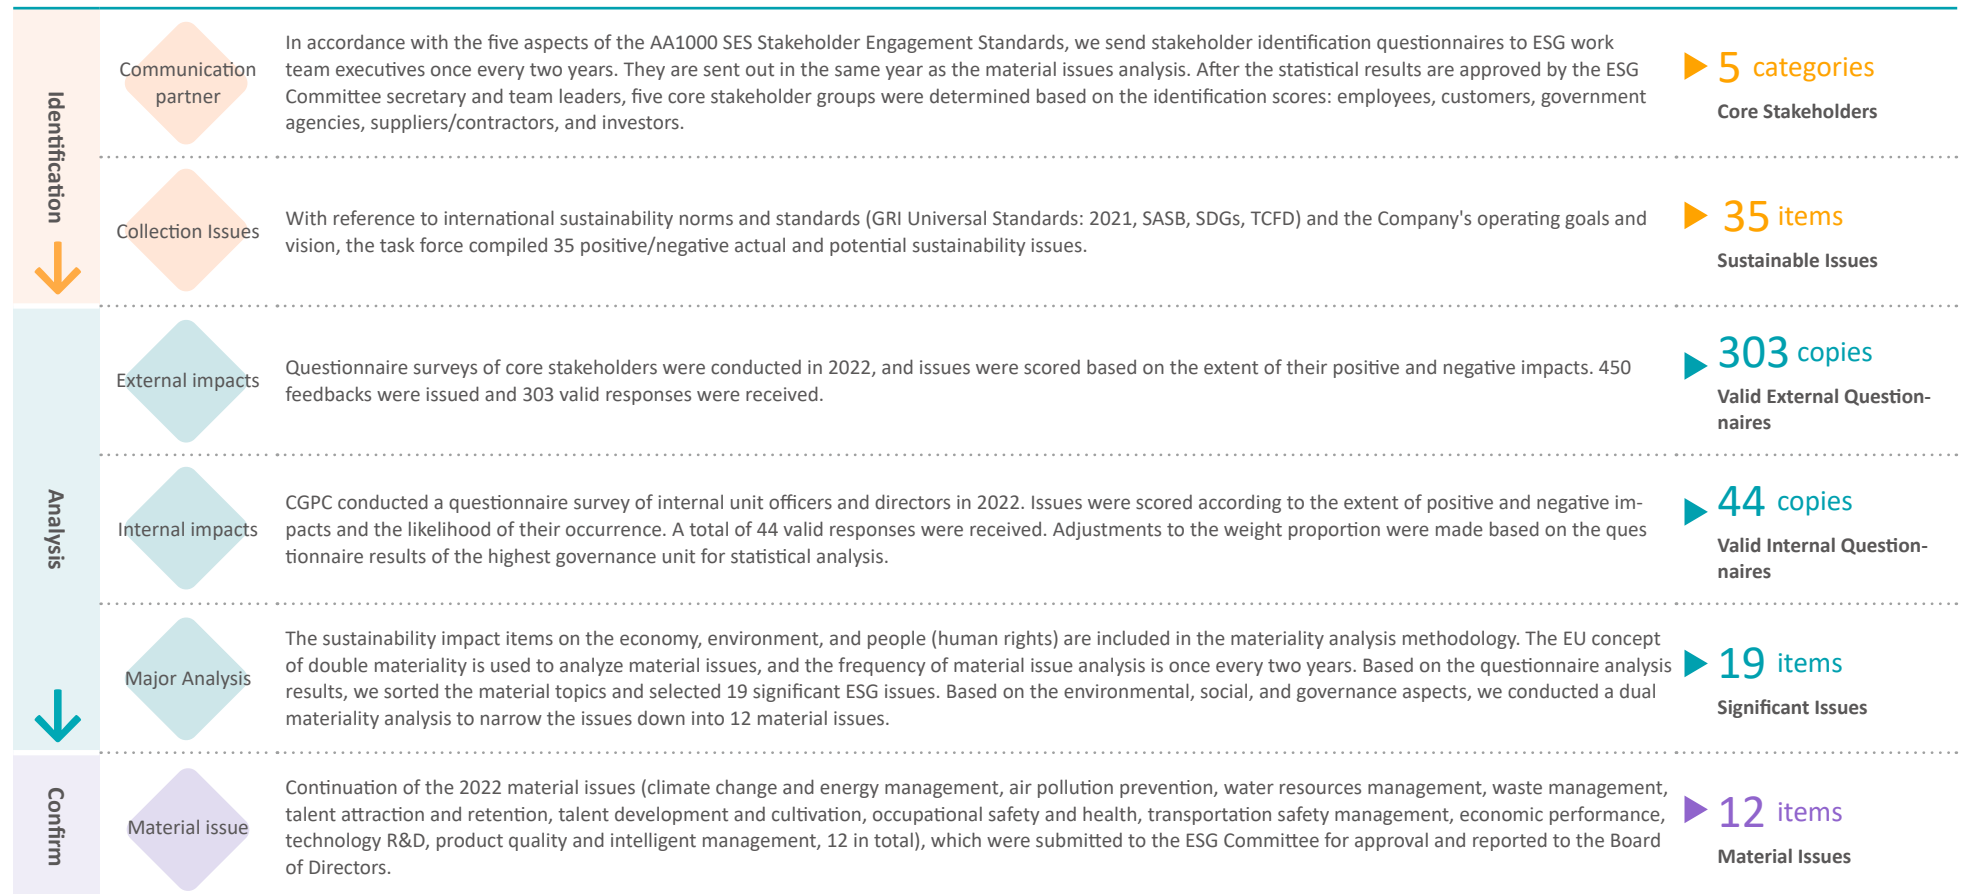 Identification
Communication
partner
In accordance with the five aspects of the AA1000 SES Stakeholder Engagement Standards, we send stakeholder identification questionnaires to ESG work
team executives once every two years. They are sent out in the same year as the material issues analysis. After the statistical results are approved by the ESG
Committee secretary and team leaders, five core stakeholder groups were determined based on the identification scores: employees, customers, government
agencies, suppliers/contractors, and investors.
5 categories
Core Stakeholders
Collection Issues
With reference to international sustainability norms and standards (GRI Universal Standards: 2021, SASB, SDGs, TCFD) and the Company's operating goals and
vision, the task force compiled 35 positive/negative actual and potential sustainability issues.
35 items
Sustainable Issues
Analysis
External impacts
Questionnaire surveys of core stakeholders were conducted in 2022, and issues were scored based on the extent of their positive and negative impacts. 450
feedbacks were issued and 303 valid responses were received.
303 copies
Valid External Question-
naires
Internal impacts
CGPC conducted a questionnaire survey of internal unit officers and directors in 2022. Issues were scored according to the extent of positive and negative im-
pacts and the likelihood of their occurrence. A total of 44 valid responses were received. Adjustments to the weight proportion were made based on the ques
tionnaire results of the highest governance unit for statistical analysis.
44 copies
Valid Internal Question-
naires
Major Analysis
The sustainability impact items on the economy, environment, and people (human rights) are included in the materiality analysis methodology. The EU concept
of double materiality is used to analyze material issues, and the frequency of material issue analysis is once every two years. Based on the questionnaire analysis
results, we sorted the material topics and selected 19 significant ESG issues. Based on the environmental, social, and governance aspects, we conducted a dual
materiality analysis to narrow the issues down into 12 material issues.
19 items
Significant Issues
Confirm
Material issue
Continuation of the 2022 material issues (climate change and energy management, air pollution prevention, water resources management, waste management,
talent attraction and retention, talent development and cultivation, occupational safety and health, transportation safety management, economic performance,
technology R&D, product quality and intelligent management, 12 in total), which were submitted to the ESG Committee for approval and reported to the Board
of Directors.
12 items
Material Issues